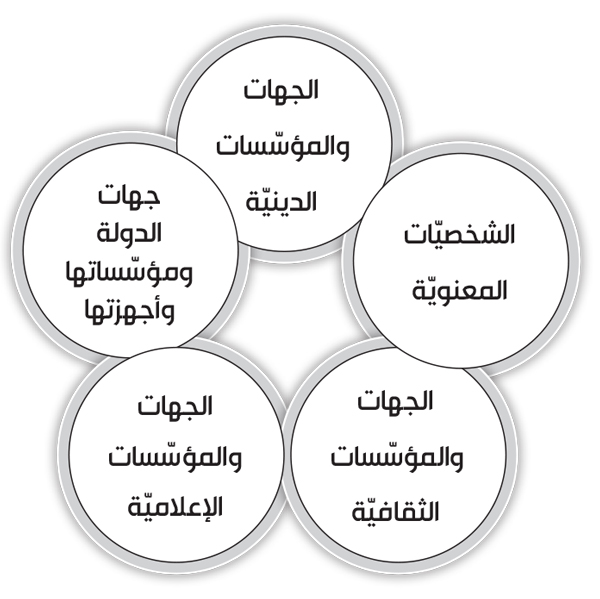 الجهات
والمؤسّسات
الدينيّة
الشخصيّات
المعنويّة
الجهات
والمؤسّسات
الثقافيّة
الجهات
والمؤسّسات
الإعلاميّة
جهات
الدولة
ومؤسّساتها
وأجهزتها